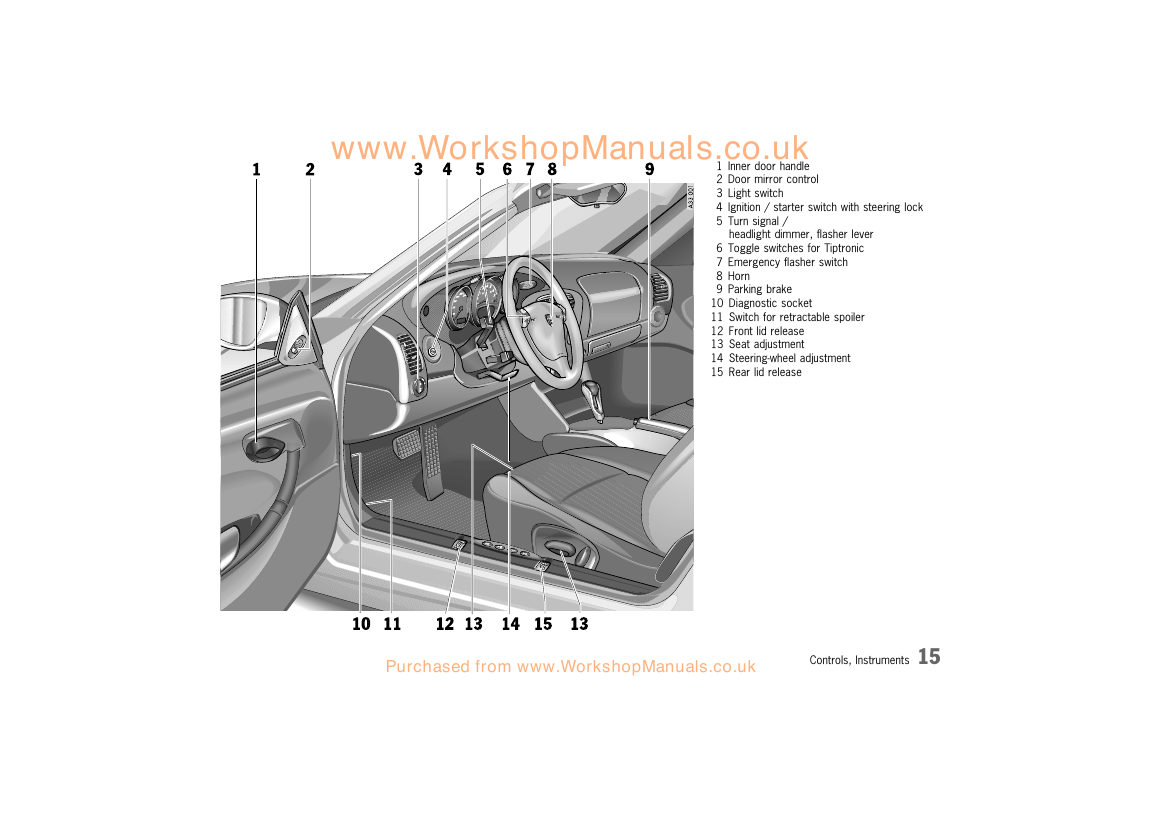 www.WorkshopManuals.co.uk
1 2 3 4 5 6 7 8 9
A33 001
10 11 12 13 14 15 13
1 Inner door handle
2 Door mirror control
3 Light switch
4 Ignition / starter switch with steering lock
5 Turn signal /
headlight dimmer, flasher lever
6 Toggle switches for Tiptronic
7 Emergency flasher switch
8 Horn
9 Parking brake
10 Diagnostic socket
11 Switch for retractable spoiler
12 Front lid release
13 Seat adjustment
14 Steering-wheel adjustment
15 Rear lid release
Controls, Instruments 15
Purchased from www.WorkshopManuals.co.uk